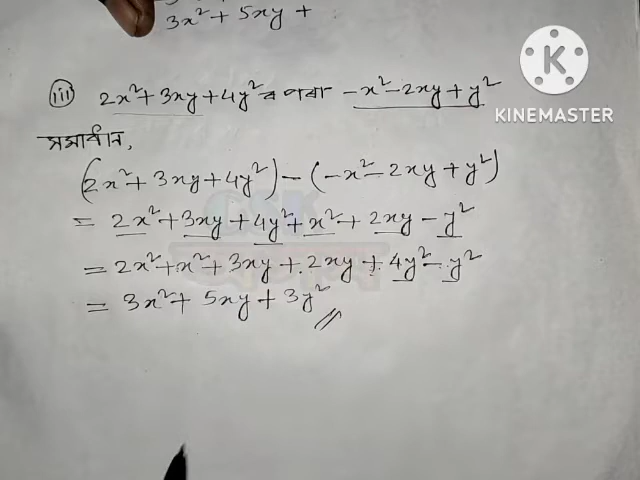 3x² + 5xy +
KINEMASTER
(iii) 2x² + 3xy + 4y² ৰ পৰা -x² - 2xy + y²
সমাধান,
(2x² + 3xy + 4y²) - (-x² - 2xy + y²)
= 2x² + 3xy + 4y² + x² + 2xy - y²
= 2x² + x² + 3xy + 2xy + 4y² - y²
= 3x² + 5xy + 3y² //